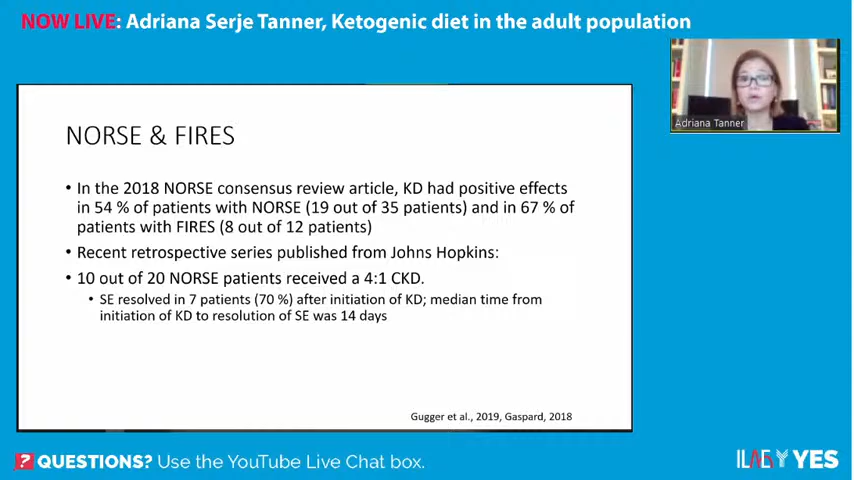 NOW LIVE: Adriana Serje Tanner, Ketogenic diet in the adult population
Adriana Tanner
NORSE & FIRES
• In the 2018 NORSE consensus review article, KD had positive effects
in 54 % of patients with NORSE (19 out of 35 patients) and in 67 % of
patients with FIRES (8 out of 12 patients)
• Recent retrospective series published from Johns Hopkins:
• 10 out of 20 NORSE patients received a 4:1 CKD.
• SE resolved in 7 patients (70 %) after initiation of KD; median time from
initiation of KD to resolution of SE was 14 days
Gugger et al., 2019, Gaspard, 2018
? QUESTIONS? Use the YouTube Live Chat box.
ILAE YES